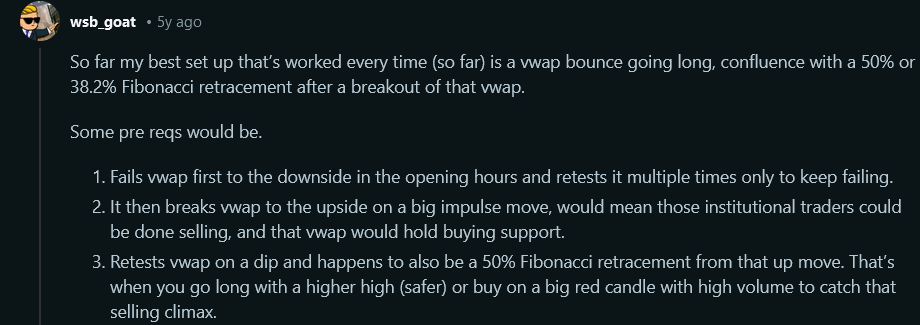 wsb_goat • 5y ago
So far my best set up that's worked every time (so far) is a vwap bounce going long, confluence with a 50% or
38.2% Fibonacci retracement after a breakout of that vwap.
Some pre reqs would be.
1. Fails vwap first to the downside in the opening hours and retests it multiple times only to keep failing.
2. It then breaks vwap to the upside on a big impulse move, would mean those institutional traders could
be done selling, and that vwap would hold buying support.
3. Retests vwap on a dip and happens to also be a 50% Fibonacci retracement from that up move. That's
when you go long with a higher high (safer) or buy on a big red candle with high volume to catch that
selling climax.